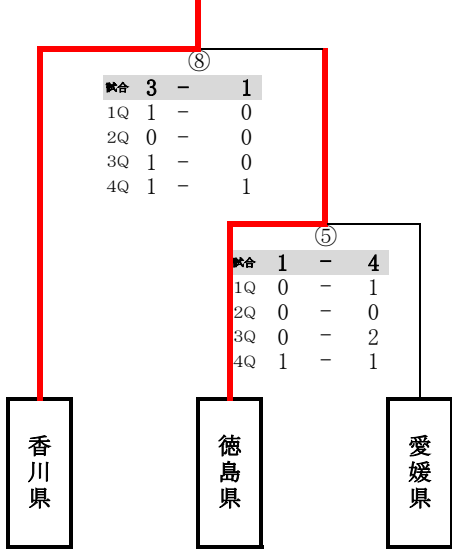 ⑧
試合 3 － 1
1Q 1 － 0
2Q 0 － 0
3Q 1 － 0
4Q 1 － 1
⑤
試合 1 － 4
1Q 0 － 1
2Q 0 － 0
3Q 0 － 2
4Q 1 － 1
香川県
徳島県
愛媛県